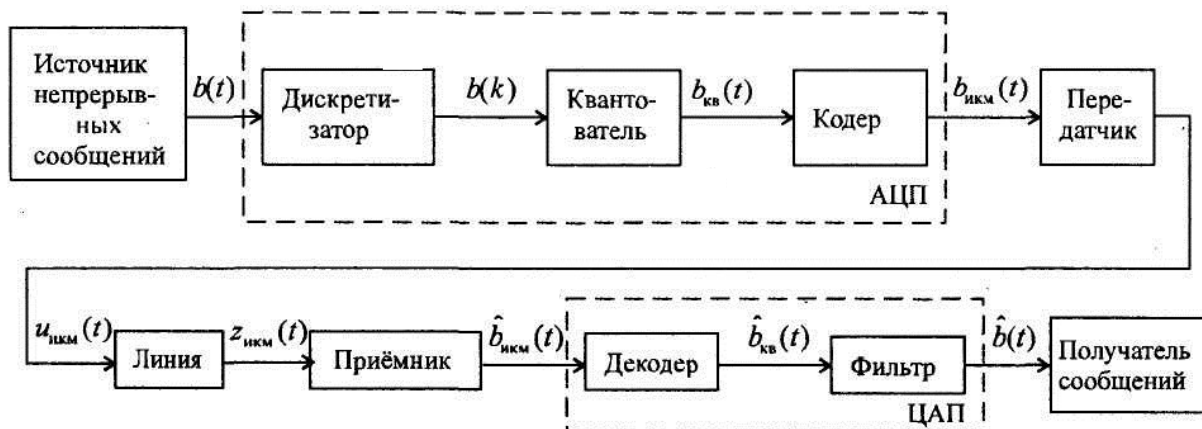 Источник
непрерыв-
ных
сообщений
b(t)
Дискрети-
затор
b(k)
Кванто-
ватель
b_кв(t)
Кодер
АЦП
b_икм(t)
Пере-
датчик
u_икм(t)
Линия
z_икм(t)
Приёмник
b̂_икм(t)
Декодер
b̂_кв(t)
Фильтр
ЦАП
b̂(t)
Получатель
сообщений